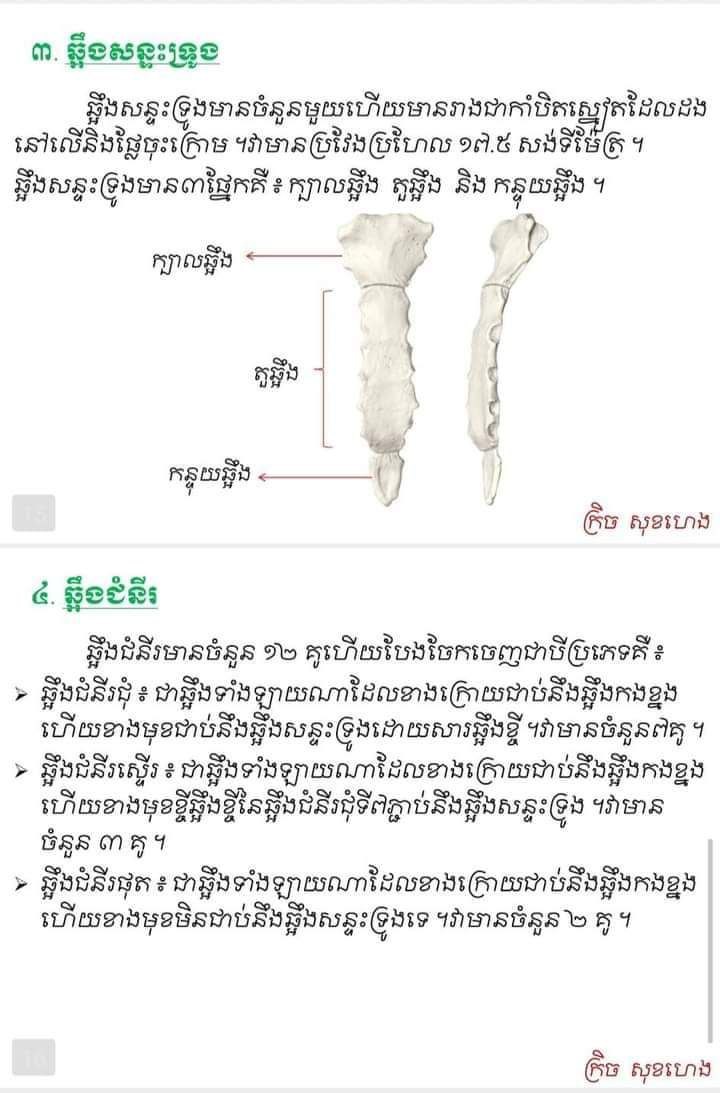 ៣. ឆ្អឹងសន្ទះទ្រូង
ឆ្អឹងសន្ទះទ្រូងមានចំនួនមួយហើយមានរាងជាកាំបិតស្នៀតដែលដង
នៅលើនិងផ្លែចុះក្រោម ។វាមានប្រវែងប្រហែល ១៧.៥ សង់ទីម៉ែត្រ ។
ឆ្អឹងសន្ទះទ្រូងមាន៣ផ្នែកគឺ ៖ ក្បាលឆ្អឹង តួឆ្អឹង និង កន្ទុយឆ្អឹង ។
ក្បាលឆ្អឹង
តួឆ្អឹង
កន្ទុយឆ្អឹង
15
ក្រិច សុខហេង
៤. ឆ្អឹងជំនីរ
ឆ្អឹងជំនីរមានចំនួន ១២ គូហើយបែងចែកចេញជាបីប្រភេទគឺ ៖
➤ ឆ្អឹងជំនីរជុំ ៖ ជាឆ្អឹងទាំងឡាយណាដែលខាងក្រោយជាប់នឹងឆ្អឹងកងខ្នង
ហើយខាងមុខជាប់នឹងឆ្អឹងសន្ទះទ្រូងដោយសារឆ្អឹងខ្ចី ។វាមានចំនួន៧គូ ។
➤ ឆ្អឹងជំនីរស្ទើរ ៖ ជាឆ្អឹងទាំងឡាយណាដែលខាងក្រោយជាប់នឹងឆ្អឹងកងខ្នង
ហើយខាងមុខខ្ចីឆ្អឹងខ្ចីនៃឆ្អឹងជំនីរជុំទី៧ភ្ជាប់នឹងឆ្អឹងសន្ទះទ្រូង ។វាមាន
ចំនួន ៣ គូ ។
➤ ឆ្អឹងជំនីរផុត ៖ ជាឆ្អឹងទាំងឡាយណាដែលខាងក្រោយជាប់នឹងឆ្អឹងកងខ្នង
ហើយខាងមុខមិនជាប់នឹងឆ្អឹងសន្ទះទ្រូងទេ ។វាមានចំនួន ២ គូ ។
16
ក្រិច សុខហេង